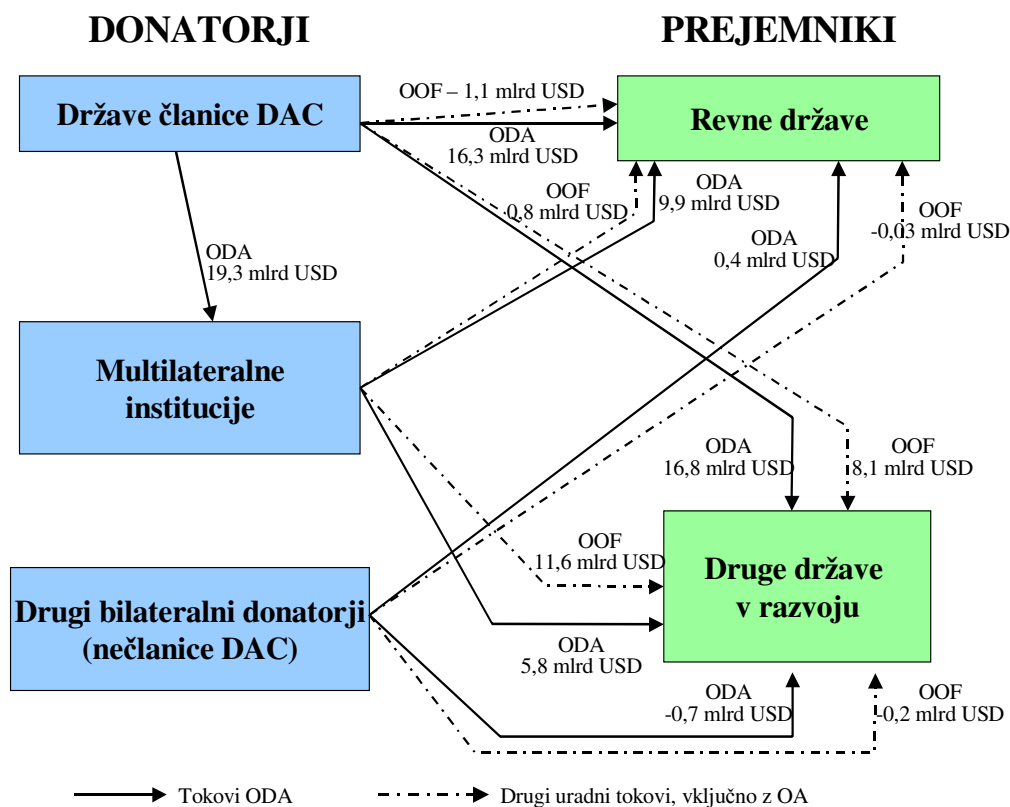 DONATORJI
PREJEMNIKI
Države članice DAC
OOF – 1,1 mlrd USD
ODA
16,3 mlrd USD
Revne države
OOF
0,8 mlrd USD
ODA
9,9 mlrd USD
ODA
0,4 mlrd USD
OOF
-0,03 mlrd USD
ODA
19,3 mlrd USD
Multilateralne
institucije
ODA
16,8 mlrd USD
OOF
8,1 mlrd USD
OOF
11,6 mlrd USD
Druge države
v razvoju
Drugi bilateralni donatorji
(nečlanice DAC)
ODA
5,8 mlrd USD
ODA
-0,7 mlrd USD
OOF
-0,2 mlrd USD
Tokovi ODA
Drugi uradni tokovi, vključno z OA